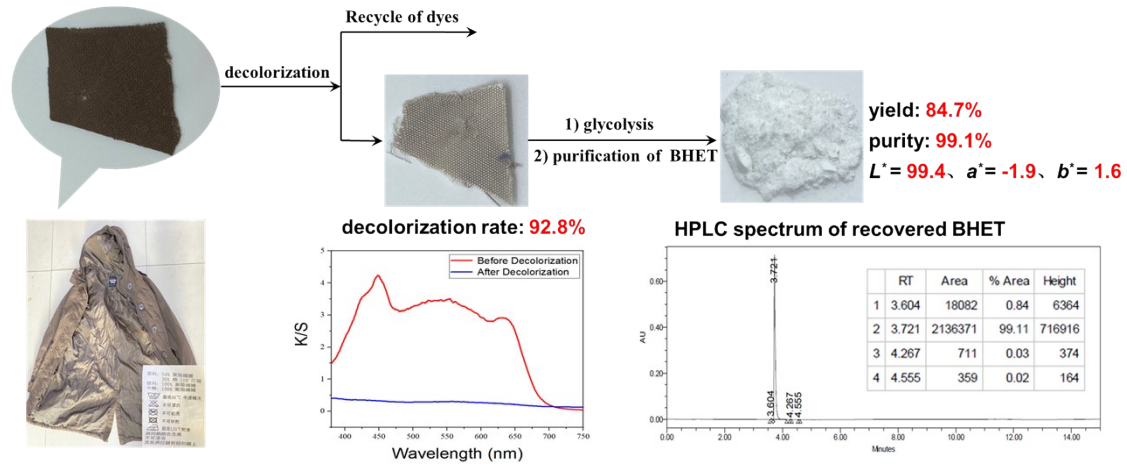 Recycle of dyes
decolorization
1) glycolysis
2) purification of BHET
yield: 84.7%
purity: 99.1%
L* = 99.4、a* = -1.9、b* = 1.6
decolorization rate: 92.8%
K/S
5
4
3
2
1
0
Before Decolorization
After Decolorization
400 450 500 550 600 650 700 750
Wavelength (nm)
HPLC spectrum of recovered BHET
AU
0.60
0.40
0.20
0.00
3.721
3.604
4.267
4.555
RT Area % Area Height
1 3.604 18082 0.84 6364
2 3.721 2136371 99.11 716916
3 4.267 711 0.03 374
4 4.555 359 0.02 164
0.00 2.00 4.00 6.00 8.00 10.00 12.00 14.00
Minutes